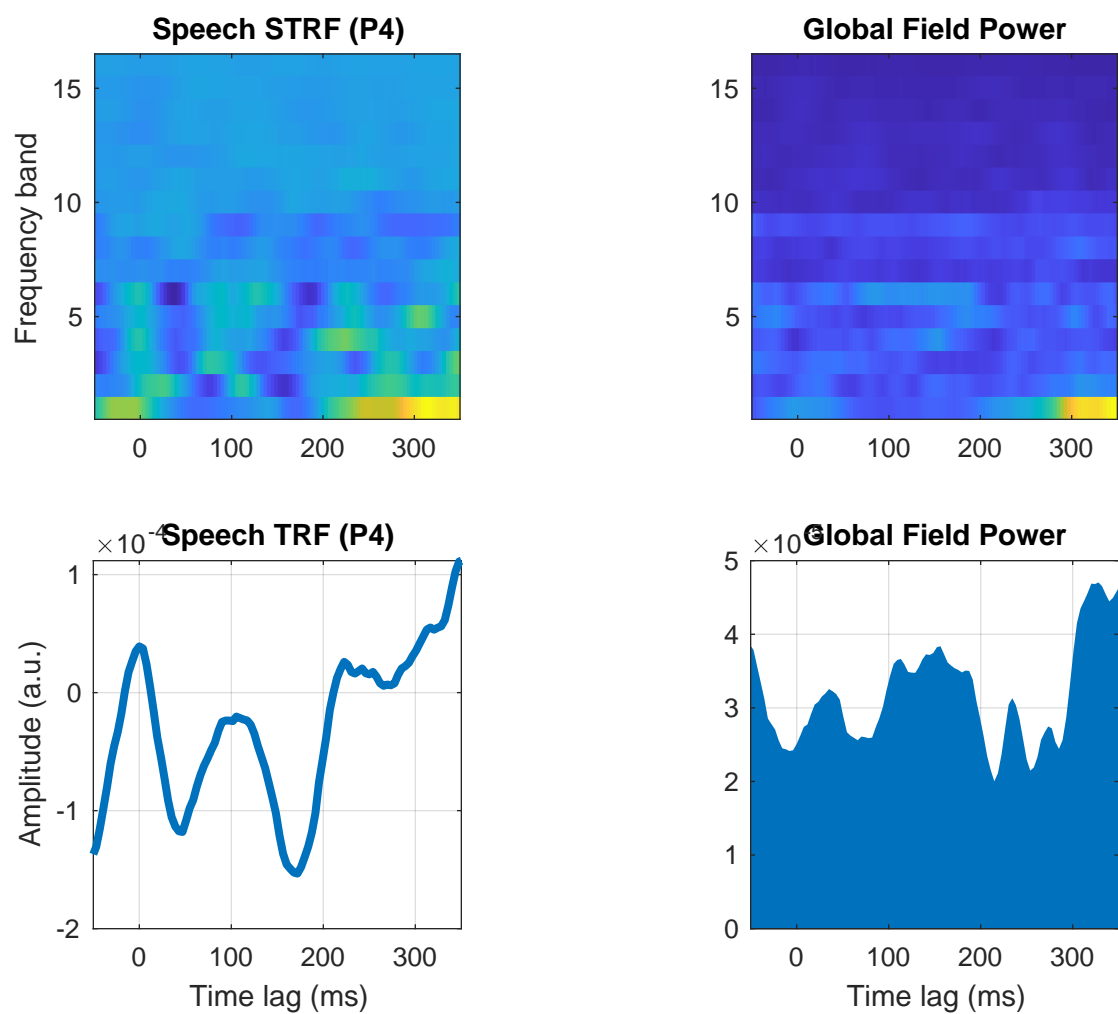 Speech STRF (P4)
Global Field Power
Frequency band
15
10
5
0 100 200 300
15
10
5
0 100 200 300
Speech TRF (P4)
×10-4
Amplitude (a.u.)
1
0
-1
-2
0 100 200 300
Time lag (ms)
Global Field Power
×10-5
5
4
3
2
1
0
0 100 200 300
Time lag (ms)